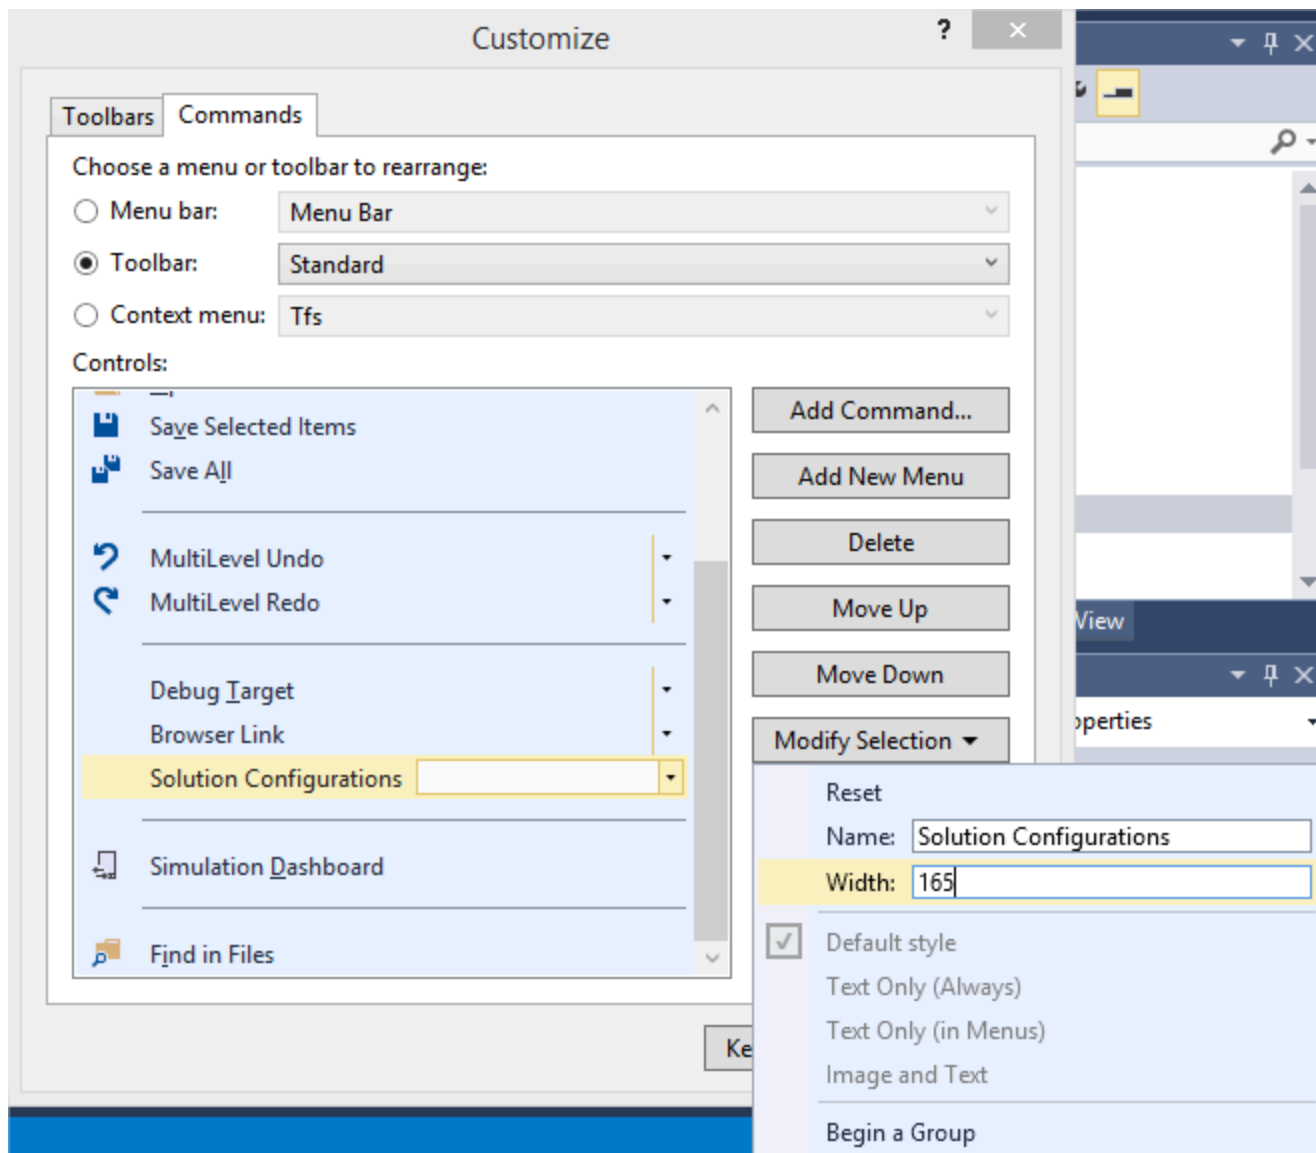 Customize
?
Toolbars
Commands
Choose a menu or toolbar to rearrange:
Menu bar:
Menu Bar
Toolbar:
Standard
Context menu:
Tfs
Controls:
Save Selected Items
Save All
MultiLevel Undo
MultiLevel Redo
Debug Target
Browser Link
Solution Configurations
Simulation Dashboard
Find in Files
Add Command...
Add New Menu
Delete
Move Up
Move Down
Modify Selection
Reset
Name: Solution Configurations
Width: 165
Default style
Text Only (Always)
Text Only (in Menus)
Image and Text
Begin a Group
Ke
View
operties